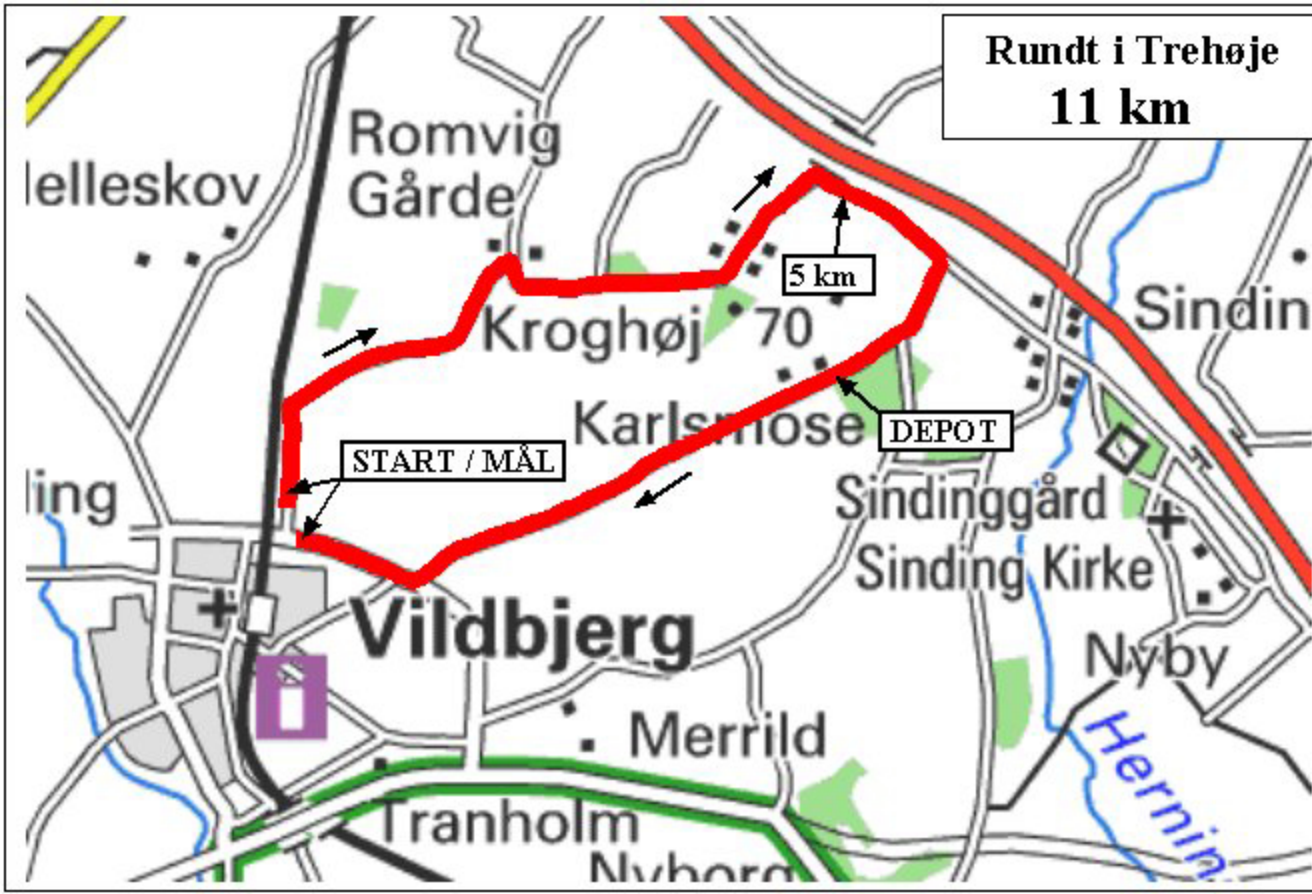 Rundt i Trehøje
11 km
Romvig
Gårde
elleskov
5 km
Kroghøj
70
Sindin
Karlsmose
DEPOT
START / MÅL
ling
Sindinggård
Sinding Kirke
Vildbjerg
Nyby
Merrild
Hernin
Tranholm
Nyborg